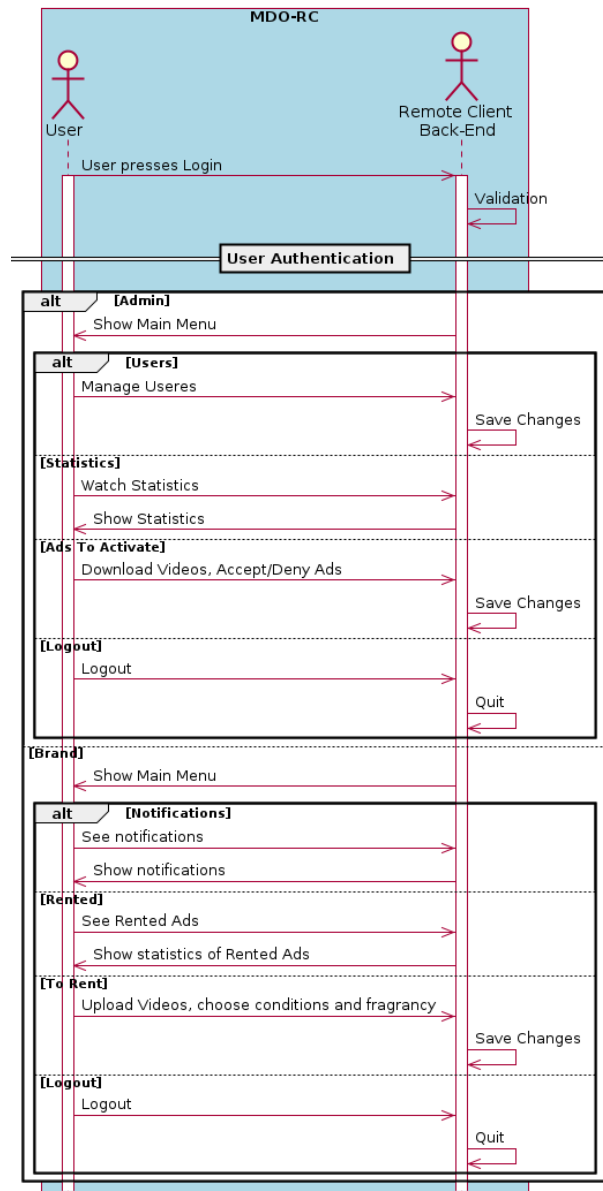 MDO-RC
User
Remote Client
Back-End
User presses Login
Validation
User Authentication
alt [Admin]
Show Main Menu
alt [Users]
Manage Useres
Save Changes
[Statistics]
Watch Statistics
Show Statistics
[Ads To Activate]
Download Videos, Accept/Deny Ads
Save Changes
[Logout]
Logout
Quit
[Brand]
Show Main Menu
alt [Notifications]
See notifications
Show notifications
[Rented]
See Rented Ads
Show statistics of Rented Ads
[To Rent]
Upload Videos, choose conditions and fragrancy
Save Changes
[Logout]
Logout
Quit